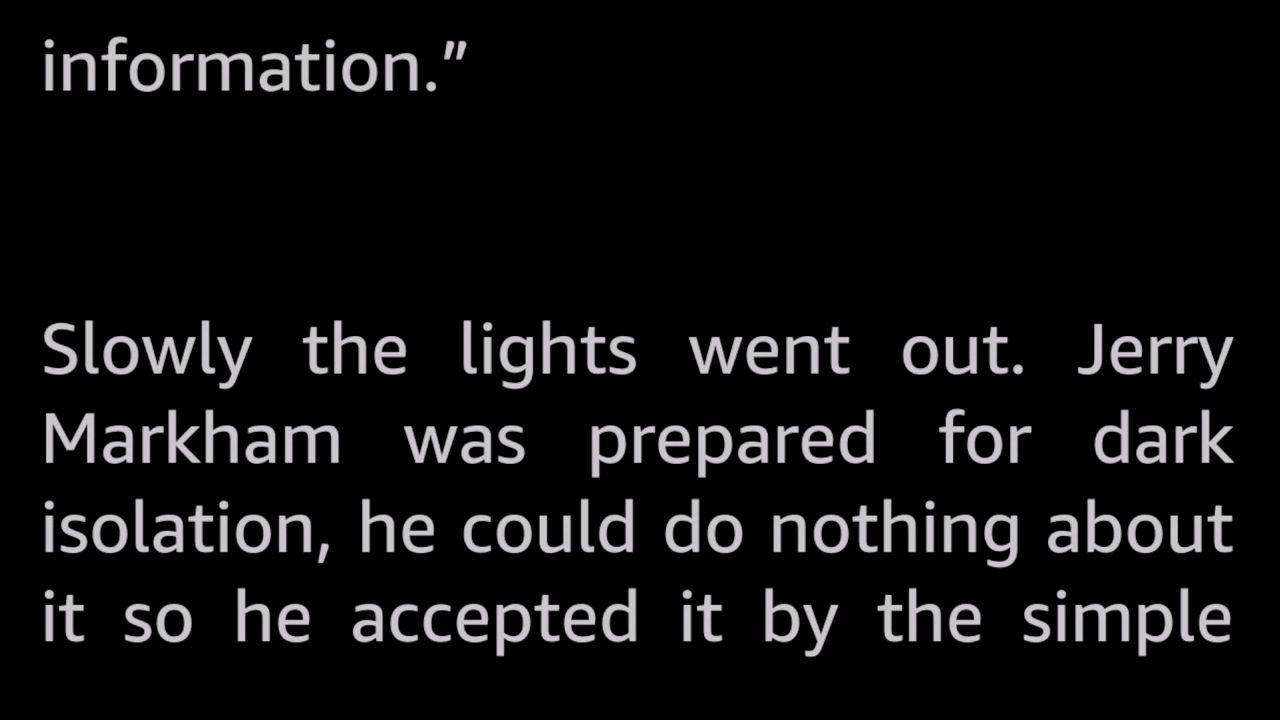 information.”
Slowly the lights went out. Jerry
Markham was prepared for dark
isolation, he could do nothing about
it so he accepted it by the simple